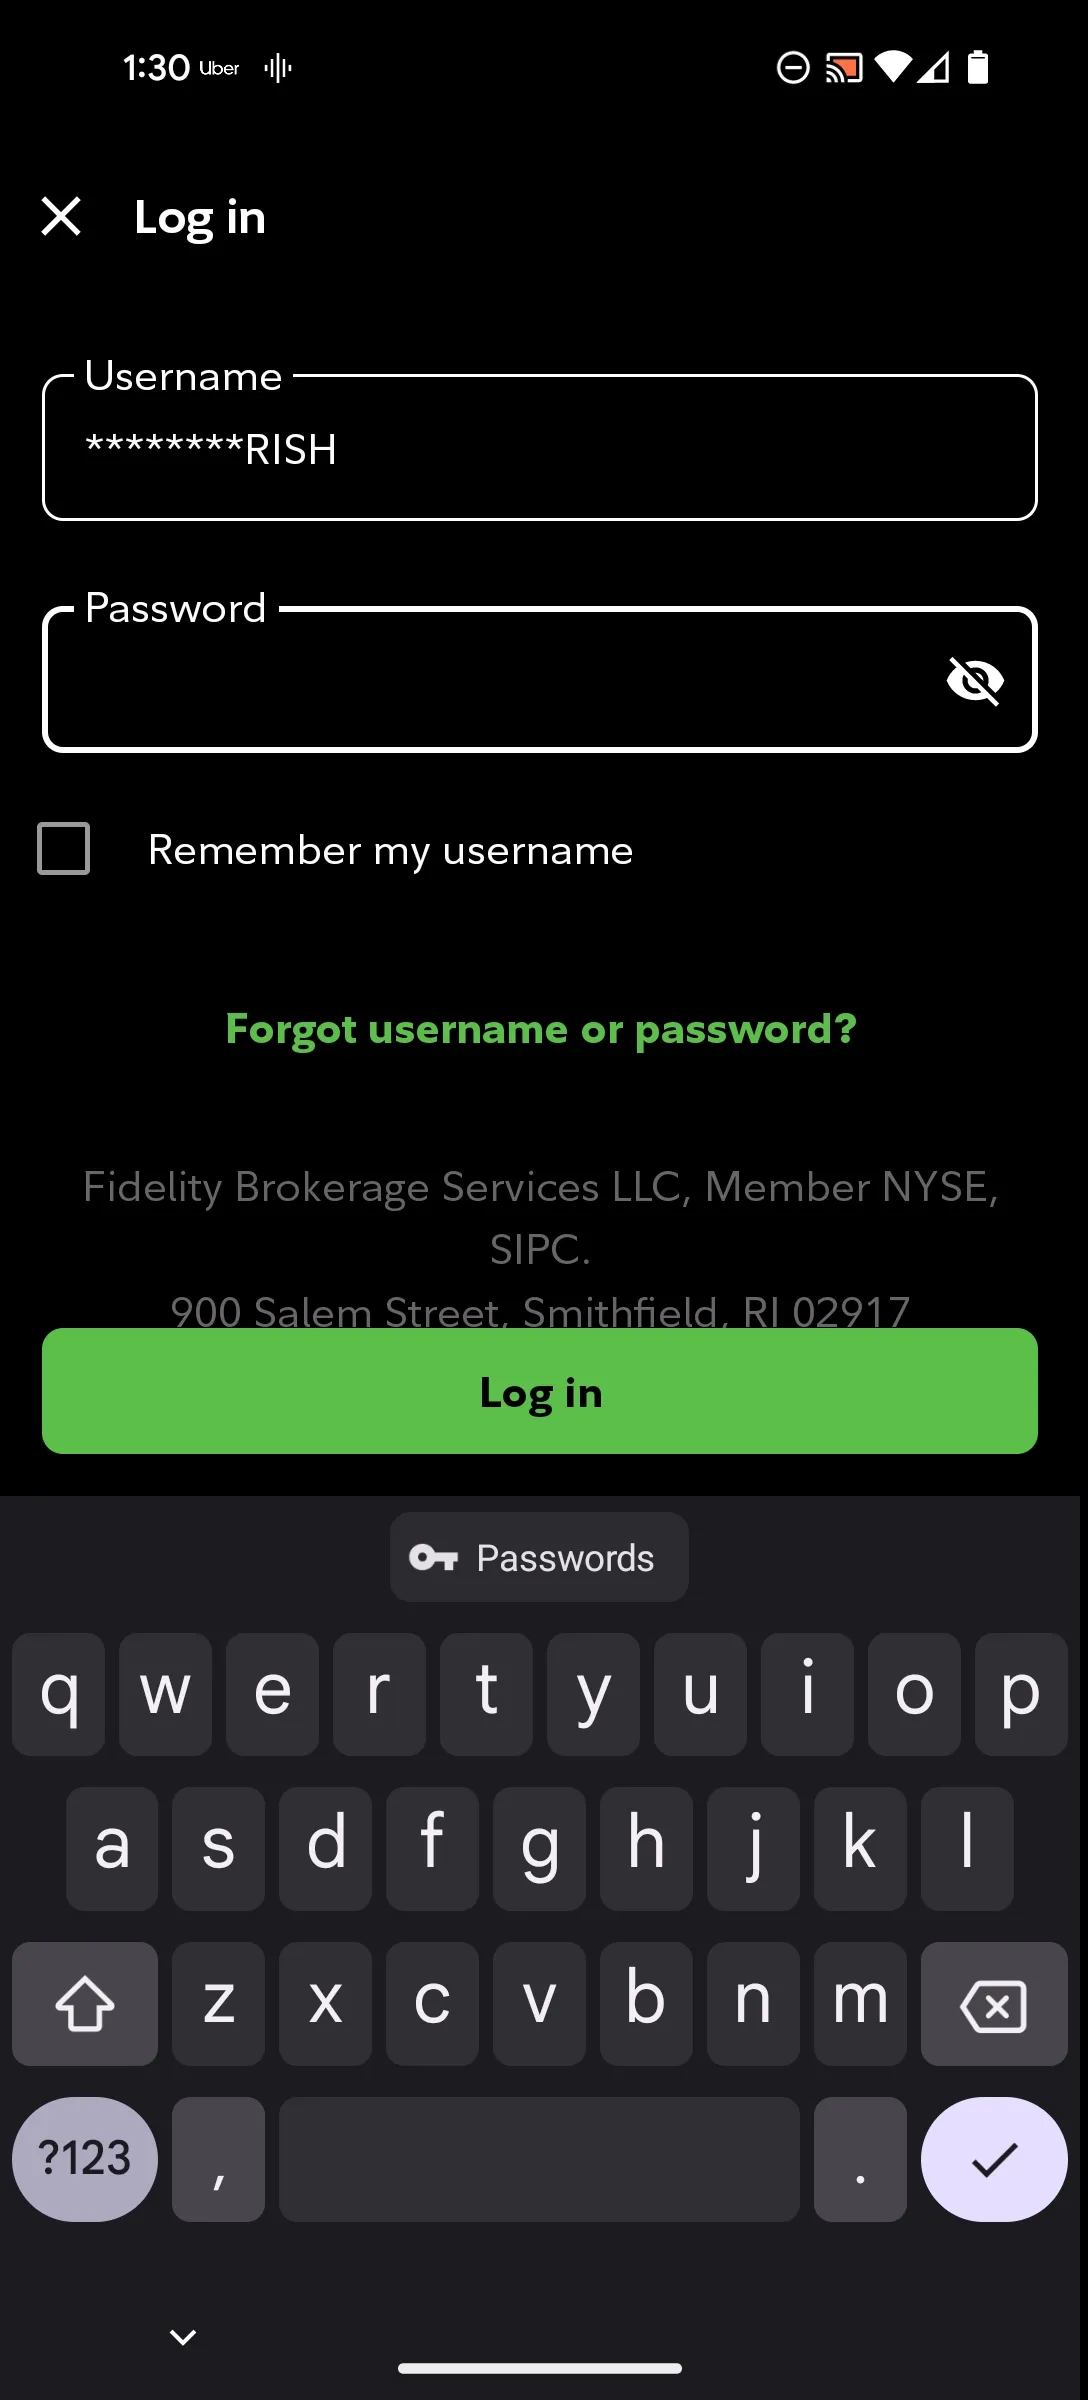 1:30 Uber
Log in
Username
********RISH
Password
Remember my username
Forgot username or password?
Fidelity Brokerage Services LLC, Member NYSE,
SIPC.
900 Salem Street, Smithfield, RI 02917
Log in
Passwords
q w e r t y u i o p
a s d f g h j k l
z x c v b n m
?123 , .